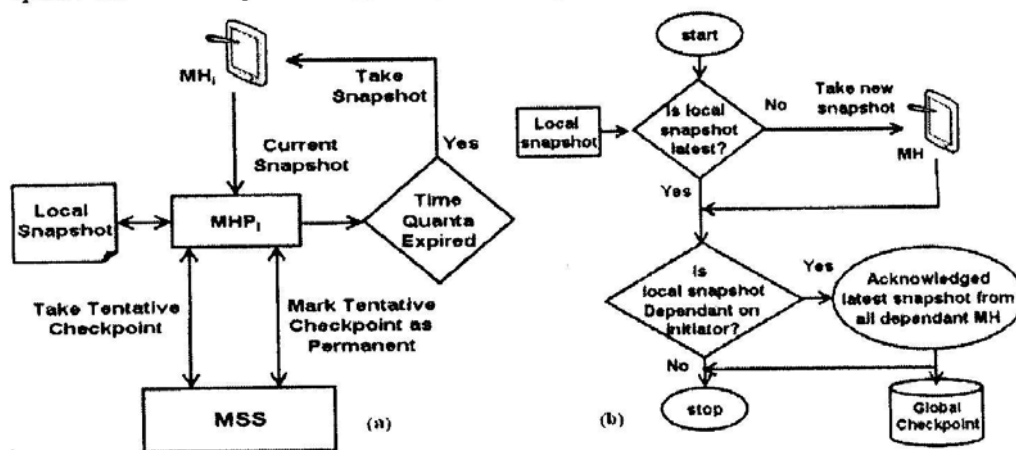 MHi
Take
Snapshot
Current
Snapshot
Yes
Local
Snapshot
MHPi
Time
Quanta
Expired
Take Tentative
Checkpoint
Mark Tentative
Checkpoint as
Permanent
MSS
(a)
start
Local
snapshot
Is local
snapshot
latest?
No
Take new
snapshot
MH
Yes
Is
local snapshot
Dependant on
initiator?
Yes
Acknowledged
latest snapshot from
all dependant MH
No
stop
Global
Checkpoint
(b)